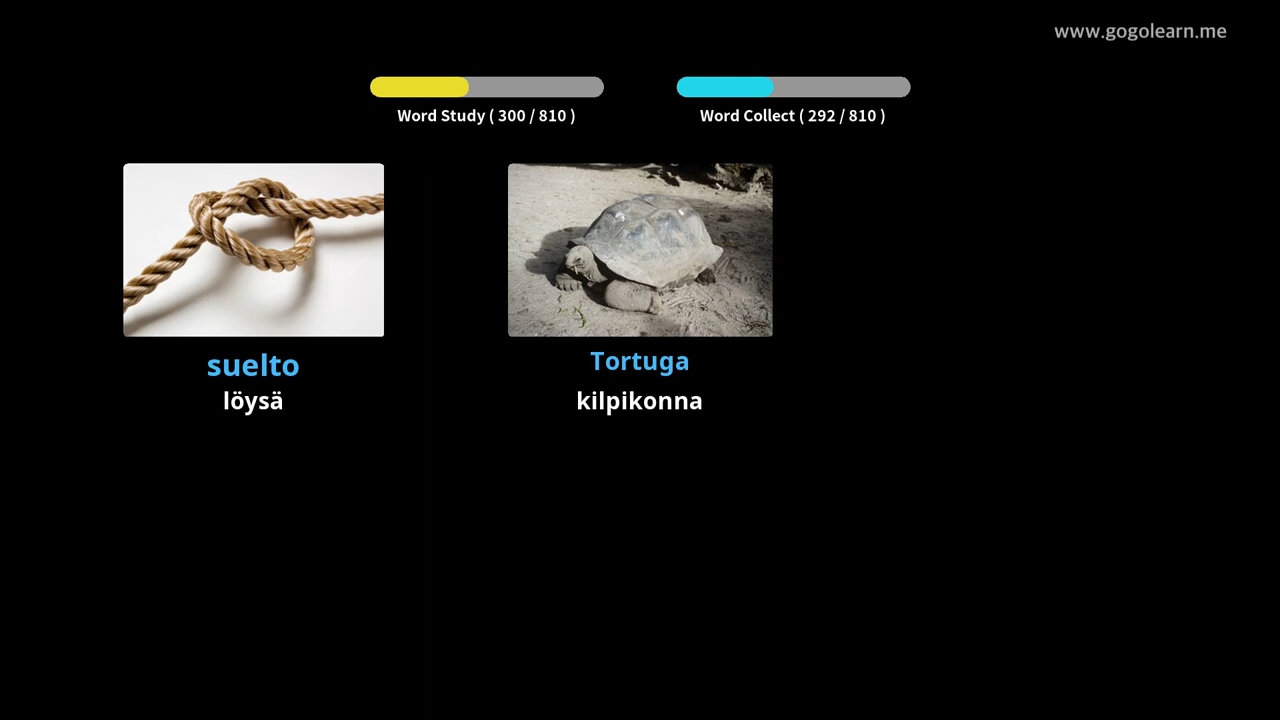 www.gogolearn.me
Word Study ( 300 / 810 )
Word Collect ( 292 / 810 )
suelto
Tortuga
löysä
kilpikonna